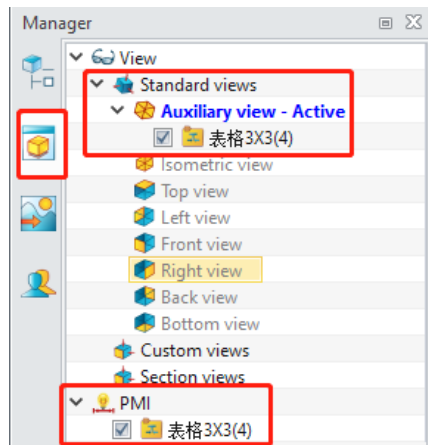 Manager
View
Standard views
Auxiliary view - Active
表格3X3(4)
Isometric view
Top view
Left view
Front view
Right view
Back view
Bottom view
Custom views
Section views
PMI
表格3X3(4)